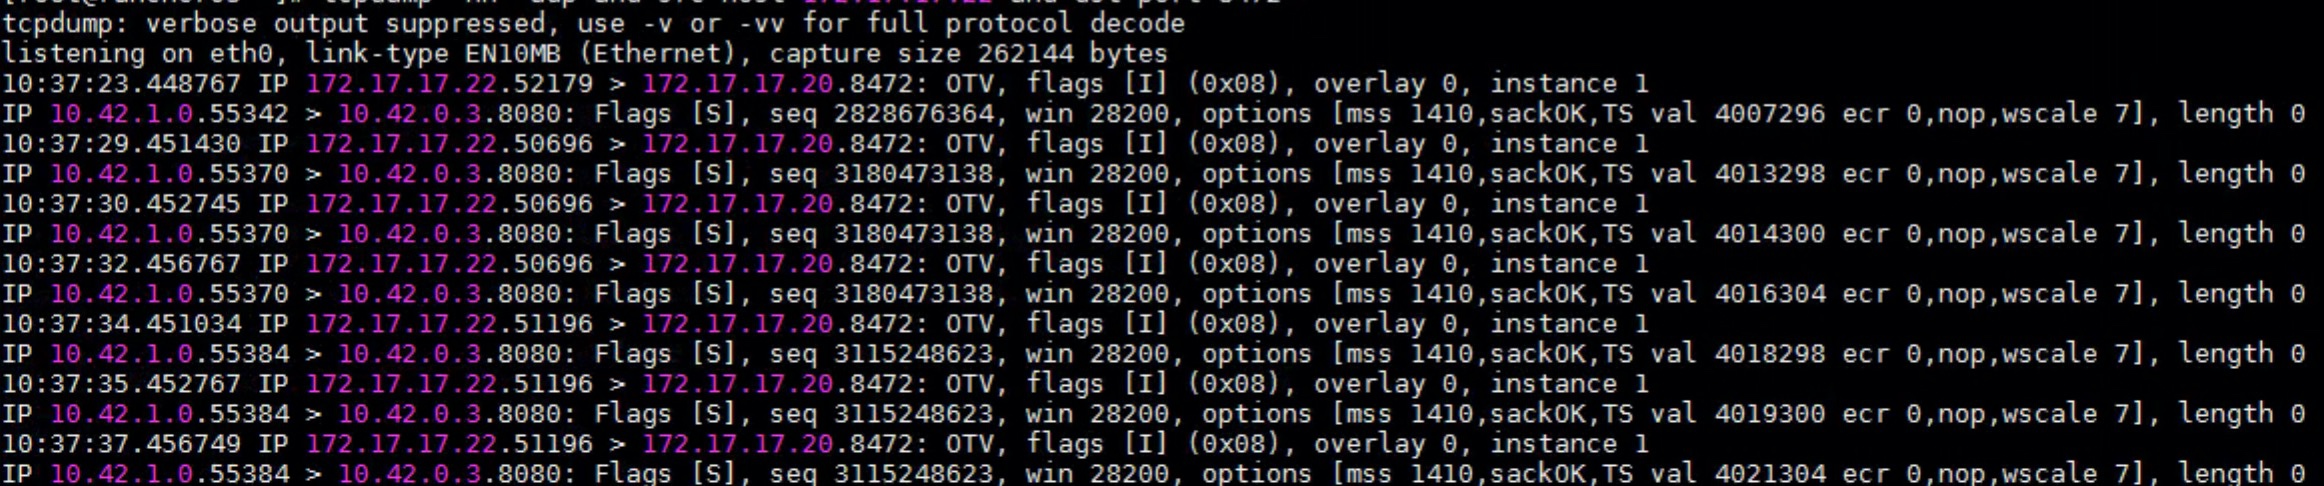 tcpdump: verbose output suppressed, use -v or -vv for full protocol decode
listening on eth0, link-type EN10MB (Ethernet), capture size 262144 bytes
10:37:23.448767 IP 172.17.17.22.52179 > 172.17.17.20.8472: OTV, flags [I] (0x08), overlay 0, instance 1
IP 10.42.1.0.55342 > 10.42.0.3.8080: Flags [S], seq 2828676364, win 28200, options [mss 1410,sackOK,TS val 4007296 ecr 0,nop,wscale 7], length 0
10:37:29.451430 IP 172.17.17.22.50696 > 172.17.17.20.8472: OTV, flags [I] (0x08), overlay 0, instance 1
IP 10.42.1.0.55370 > 10.42.0.3.8080: Flags [S], seq 3180473138, win 28200, options [mss 1410,sackOK,TS val 4013298 ecr 0,nop,wscale 7], length 0
10:37:30.452745 IP 172.17.17.22.50696 > 172.17.17.20.8472: OTV, flags [I] (0x08), overlay 0, instance 1
IP 10.42.1.0.55370 > 10.42.0.3.8080: Flags [S], seq 3180473138, win 28200, options [mss 1410,sackOK,TS val 4014300 ecr 0,nop,wscale 7], length 0
10:37:32.456767 IP 172.17.17.22.50696 > 172.17.17.20.8472: OTV, flags [I] (0x08), overlay 0, instance 1
IP 10.42.1.0.55370 > 10.42.0.3.8080: Flags [S], seq 3180473138, win 28200, options [mss 1410,sackOK,TS val 4016304 ecr 0,nop,wscale 7], length 0
10:37:34.451034 IP 172.17.17.22.51196 > 172.17.17.20.8472: OTV, flags [I] (0x08), overlay 0, instance 1
IP 10.42.1.0.55384 > 10.42.0.3.8080: Flags [S], seq 3115248623, win 28200, options [mss 1410,sackOK,TS val 4018298 ecr 0,nop,wscale 7], length 0
10:37:35.452767 IP 172.17.17.22.51196 > 172.17.17.20.8472: OTV, flags [I] (0x08), overlay 0, instance 1
IP 10.42.1.0.55384 > 10.42.0.3.8080: Flags [S], seq 3115248623, win 28200, options [mss 1410,sackOK,TS val 4019300 ecr 0,nop,wscale 7], length 0
10:37:37.456749 IP 172.17.17.22.51196 > 172.17.17.20.8472: OTV, flags [I] (0x08), overlay 0, instance 1
IP 10.42.1.0.55384 > 10.42.0.3.8080: Flags [S], seq 3115248623, win 28200, options [mss 1410,sackOK,TS val 4021304 ecr 0,nop,wscale 7], length 0